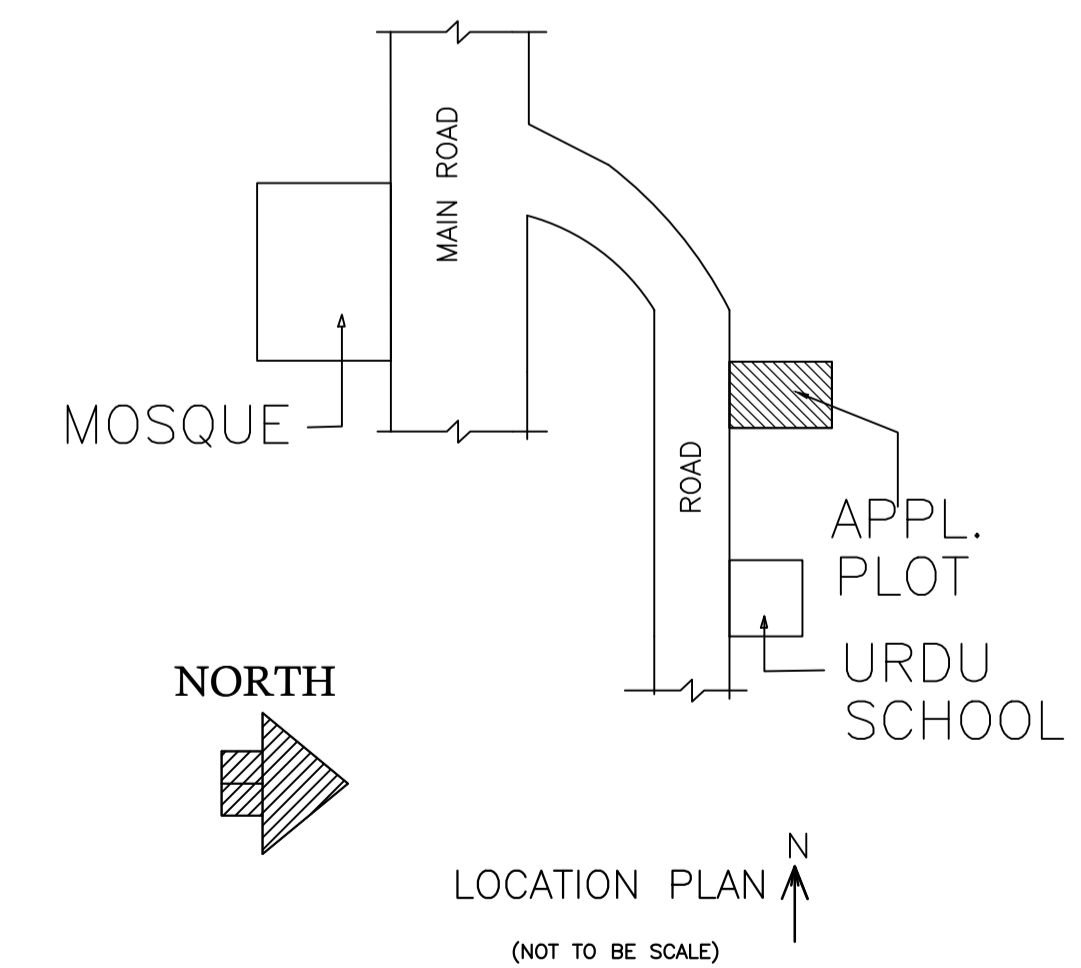 MAIN ROAD
MOSQUE
ROAD
APPL.
PLOT
URDU
SCHOOL
NORTH
N
LOCATION PLAN
(NOT TO BE SCALE)